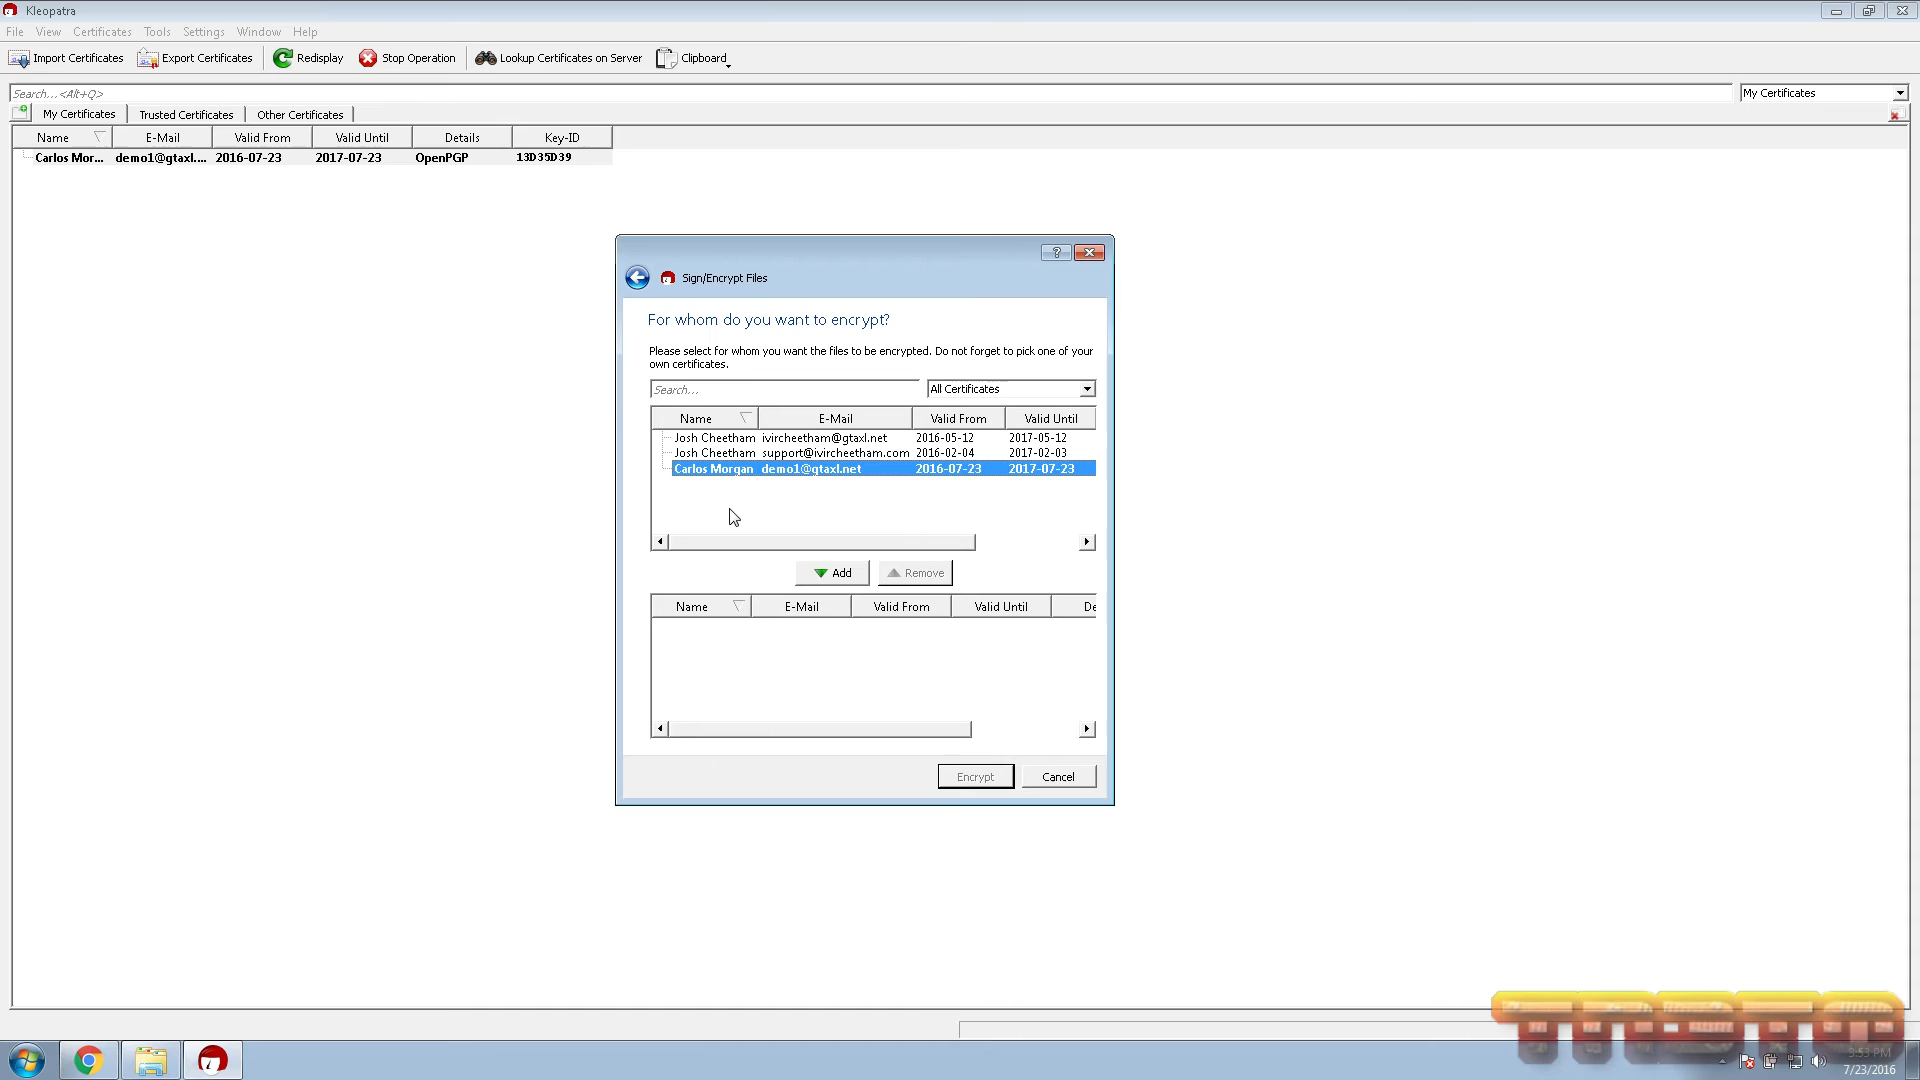 Kleopatra
File View Certificates Tools Settings Window Help
Import Certificates Export Certificates Redisplay Stop Operation Lookup Certificates on Server Clipboard
Search...<Alt+Q> My Certificates
My Certificates Trusted Certificates Other Certificates
Name E-Mail Valid From Valid Until Details Key-ID
Carlos Mor... demo1@gtaxl.... 2016-07-23 2017-07-23 OpenPGP 13D35D39
?
Sign/Encrypt Files
For whom do you want to encrypt?
Please select for whom you want the files to be encrypted. Do not forget to pick one of your
own certificates.
Search... All Certificates
Name E-Mail Valid From Valid Until
Josh Cheetham ivircheetham@gtaxl.net 2016-05-12 2017-05-12
Josh Cheetham support@ivircheetham.com 2016-02-04 2017-02-03
Carlos Morgan demo1@gtaxl.net 2016-07-23 2017-07-23
Add Remove
Name E-Mail Valid From Valid Until De
Encrypt Cancel
3:53 PM
7/23/2016